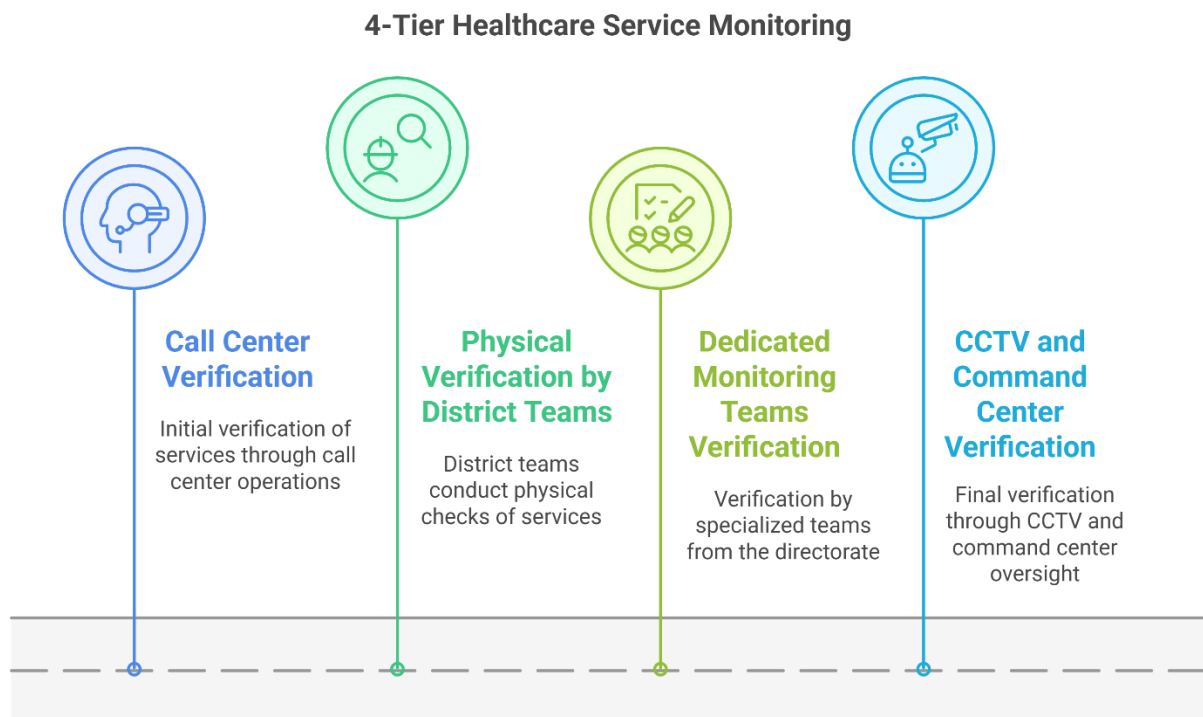 4-Tier Healthcare Service Monitoring
Call Center
Verification
Initial verification of
services through call
center operations
Physical
Verification by
District Teams
District teams
conduct physical
checks of services
Dedicated
Monitoring
Teams
Verification
Verification by
specialized teams
from the directorate
CCTV and
Command
Center
Verification
Final verification
through CCTV and
command center
oversight